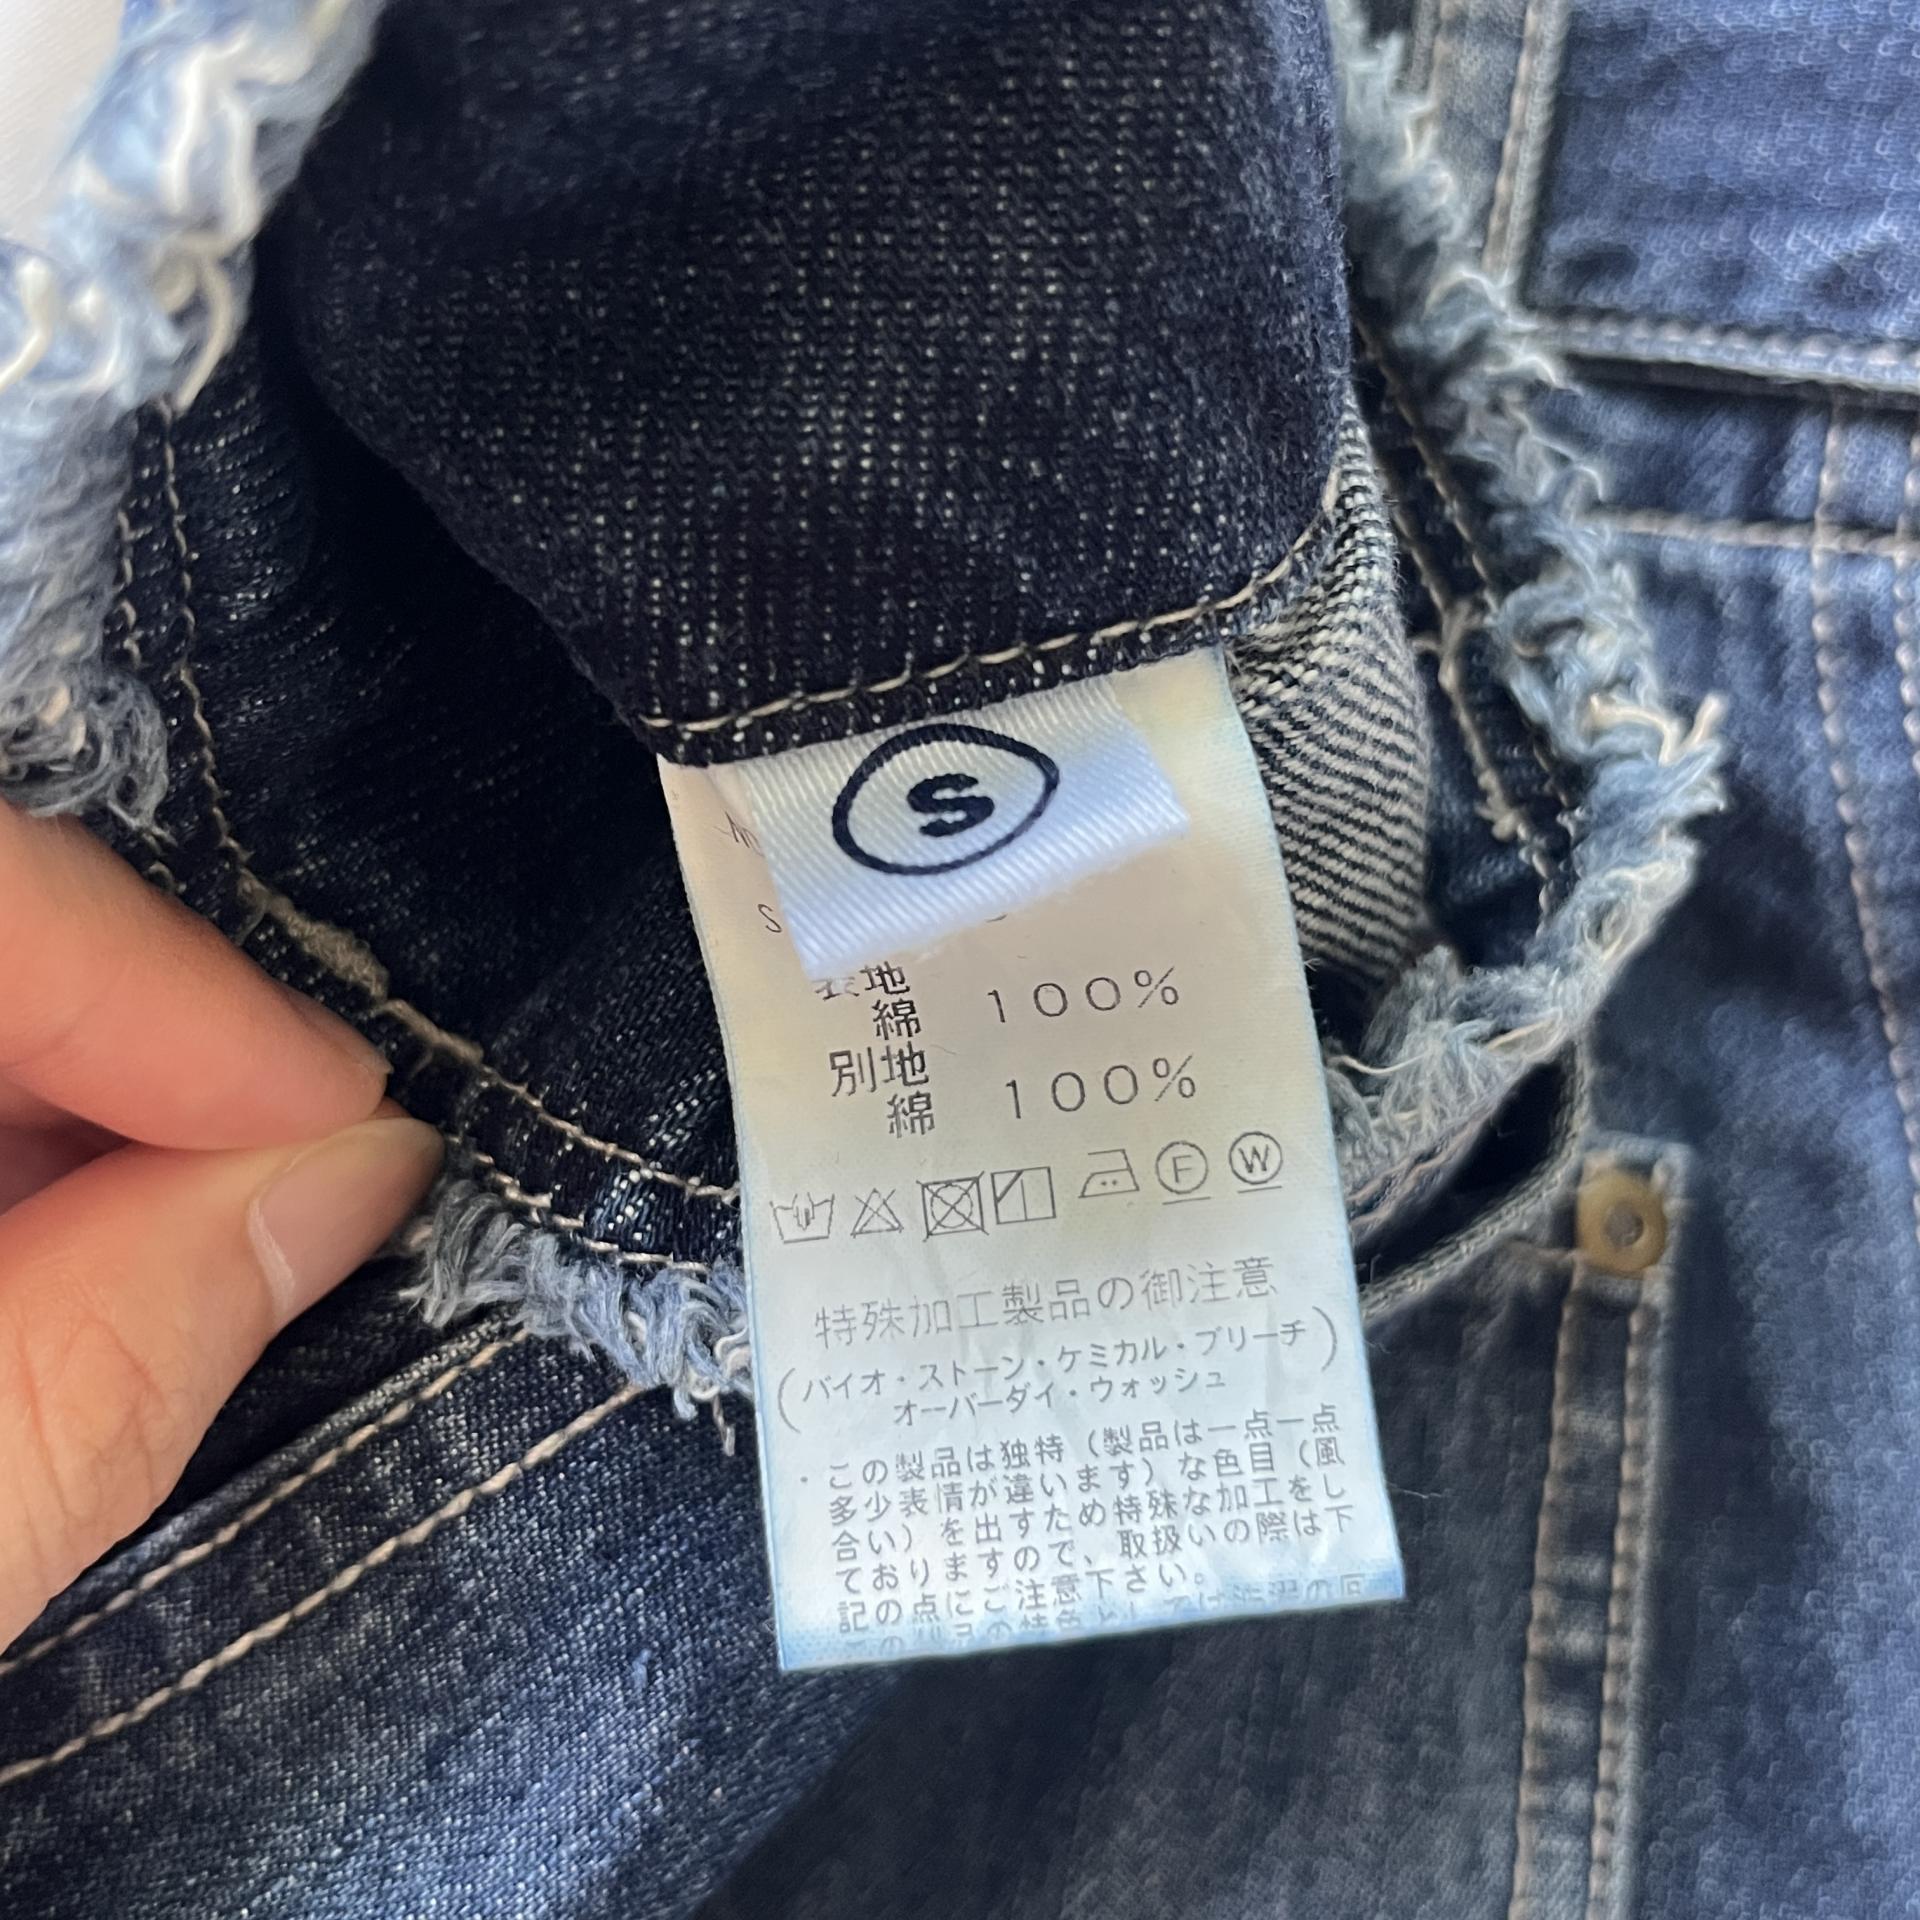 S
表地
綿 100%
別地
綿 100%
F W
特殊加工製品の御注意
(バイオ・ストーン・ケミカル・ブリーチ
オーバーダイ・ウォッシュ)
・この製品は独特(製品は一点一点
多少表情が違います)な色目(風
合い)を出すため特殊な加工をし
ておりますので、取扱いの際は下
記の点にご注意下さい。